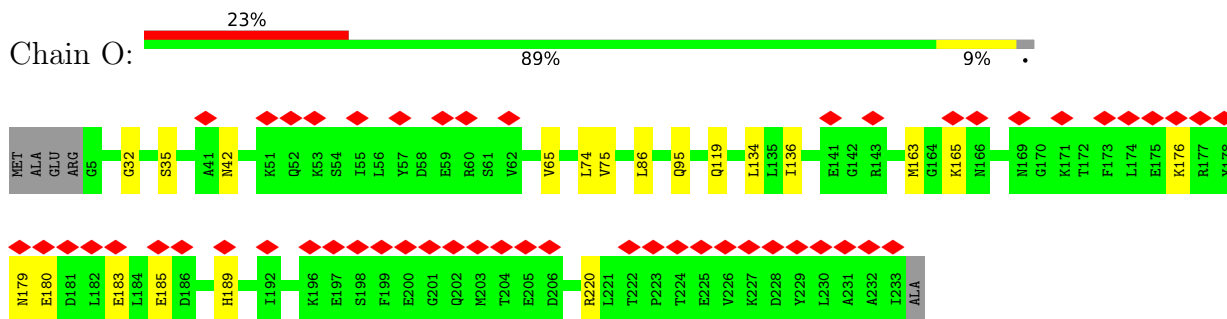 23%
Chain O:
89% 9% •
MET ALA GLU ARG G5 G32 S35 A41 N42 K51 Q52 K53 S54 I55 L56 Y57 D58 E59 R60 S61 V62 V65 L74 V75 L86 Q95 Q119 L134 L135 I136 E141 G142 R143 M163 G164 K165 N166 N169 G170 K171 T172 F173 L174 E175 K176 R177 Y178
N179 E180 D181 L182 E183 L184 E185 D186 H189 I192 K196 E197 S198 F199 E200 G201 Q202 M203 T204 E205 D206 R220 L221 T222 P223 T224 E225 V226 K227 D228 Y229 L230 A231 A232 I233 ALA